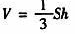 V = 1/3 Sh